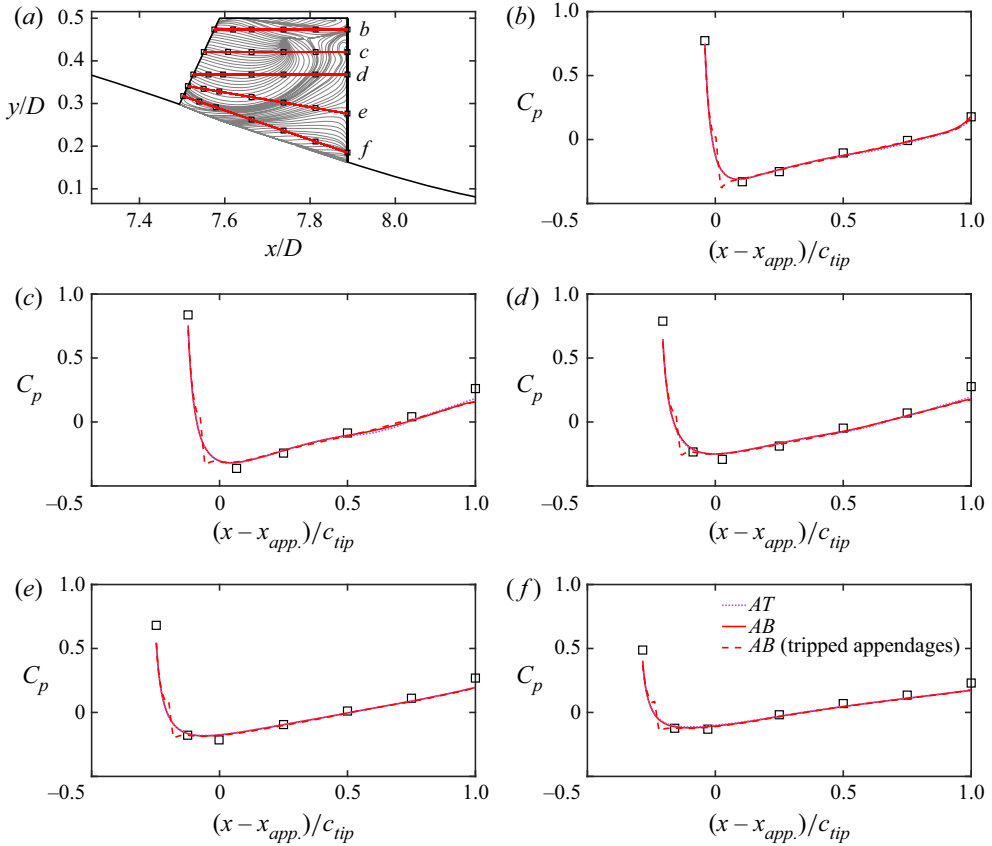 (a)
0.5
0.4
0.3
0.2
0.1
y/D
b
c
d
e
f
7.4 7.6 7.8 8.0
x/D
(b)
1.0
0.5
0
–0.5
C_p
0 0.5 1.0
(x – x_app.)/c_tip
(c)
1.0
0.5
0
–0.5
C_p
0 0.5 1.0
(x – x_app.)/c_tip
(d)
1.0
0.5
0
–0.5
C_p
0 0.5 1.0
(x – x_app.)/c_tip
(e)
1.0
0.5
0
–0.5
C_p
0 0.5 1.0
(x – x_app.)/c_tip
(f)
1.0
0.5
0
–0.5
C_p
AT
AB
AB (tripped appendages)
0 0.5 1.0
(x – x_app.)/c_tip